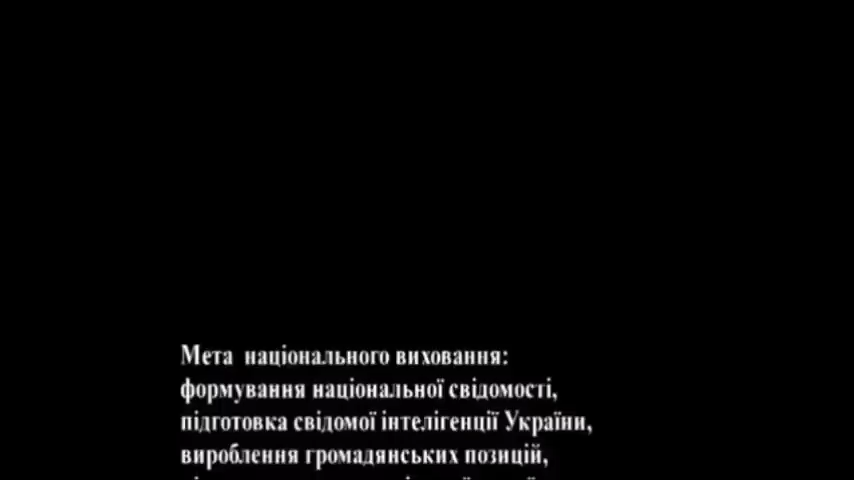 Мета національного виховання:
формування національної свідомості,
підготовка свідомої інтелігенції України,
вироблення громадянських позицій,